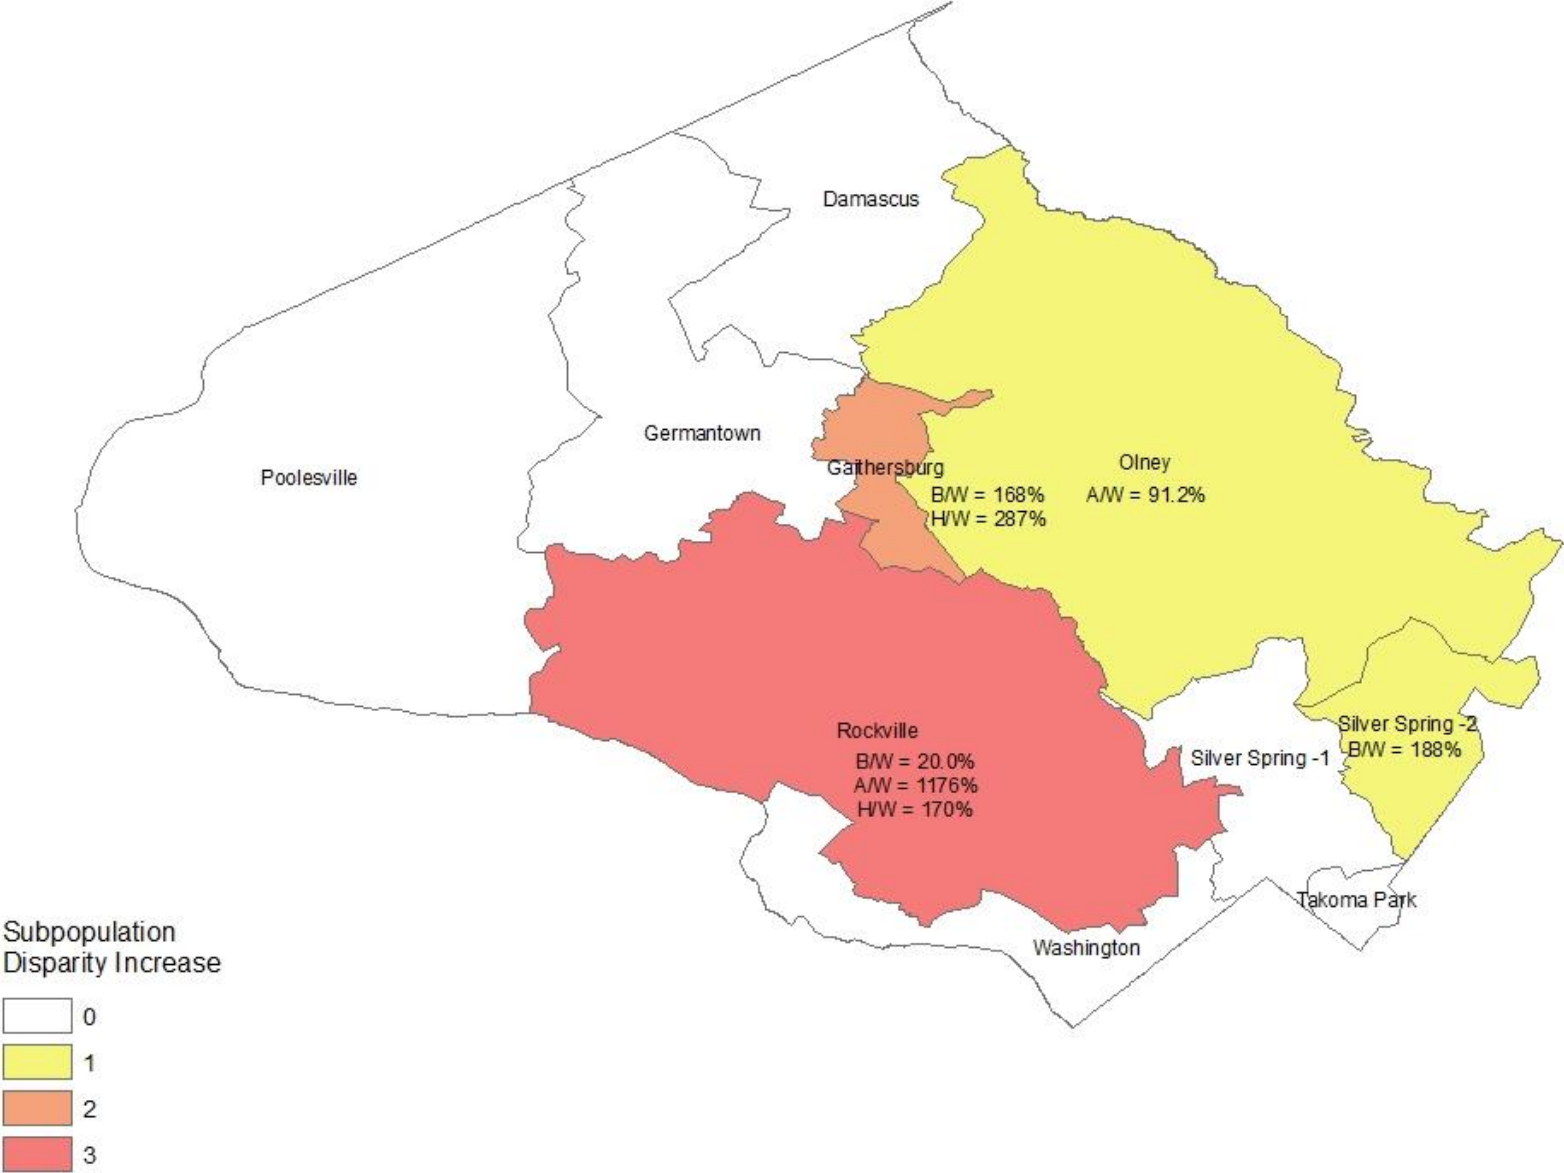 Damascus
Germantown
Poolesville
Gaithersburg
B/W = 168%
H/W = 287%
Olney
A/W = 91.2%
Rockville
B/W = 20.0%
A/W = 1176%
H/W = 170%
Silver Spring -2
B/W = 188%
Silver Spring -1
Takoma Park
Washington
Subpopulation
Disparity Increase
0
1
2
3